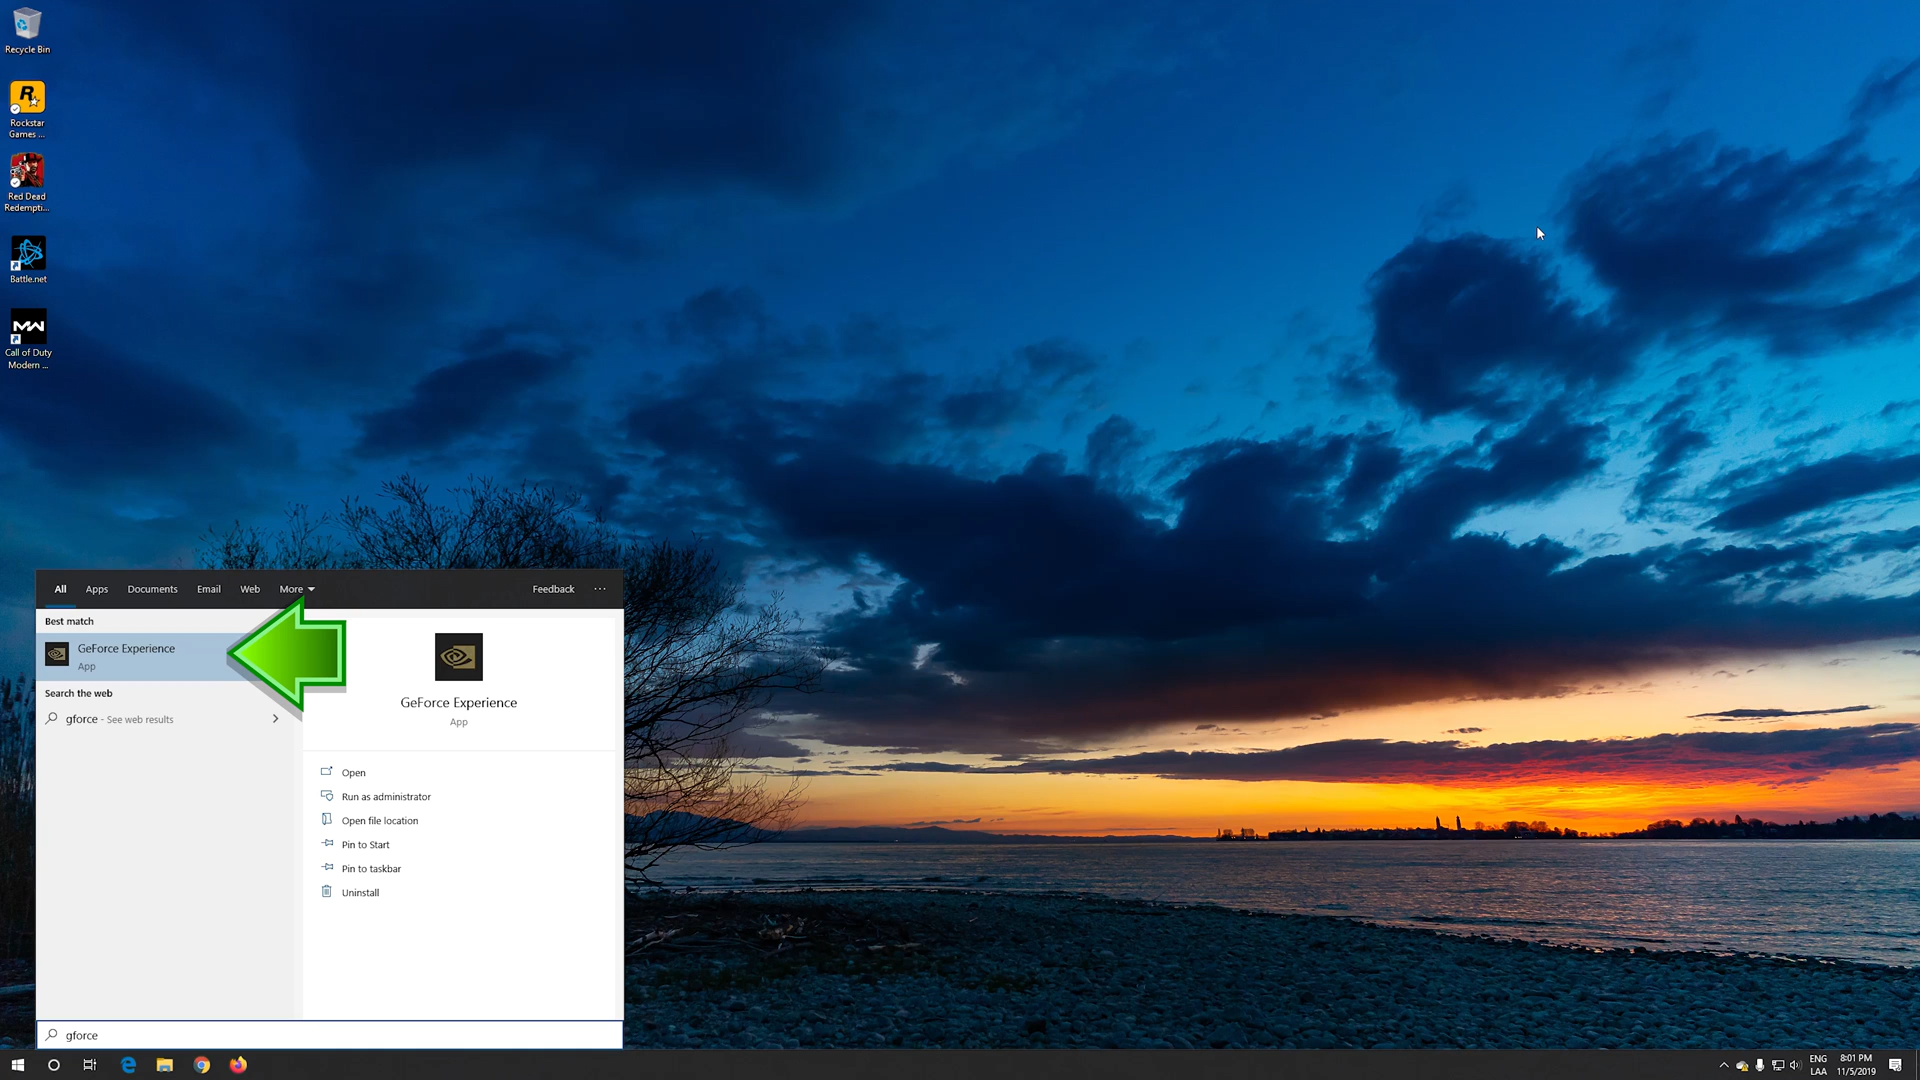 Recycle Bin
Rockstar
Games ...
Red Dead
Redempti...
Battle.net
MW
Call of Duty
Modern ...
All
Apps
Documents
Email
Web
More
Feedback
...
Best match
GeForce Experience
App
Search the web
gforce - See web results
GeForce Experience
App
Open
Run as administrator
Open file location
Pin to Start
Pin to taskbar
Uninstall
gforce
ENG
LAA
8:01 PM
11/5/2019